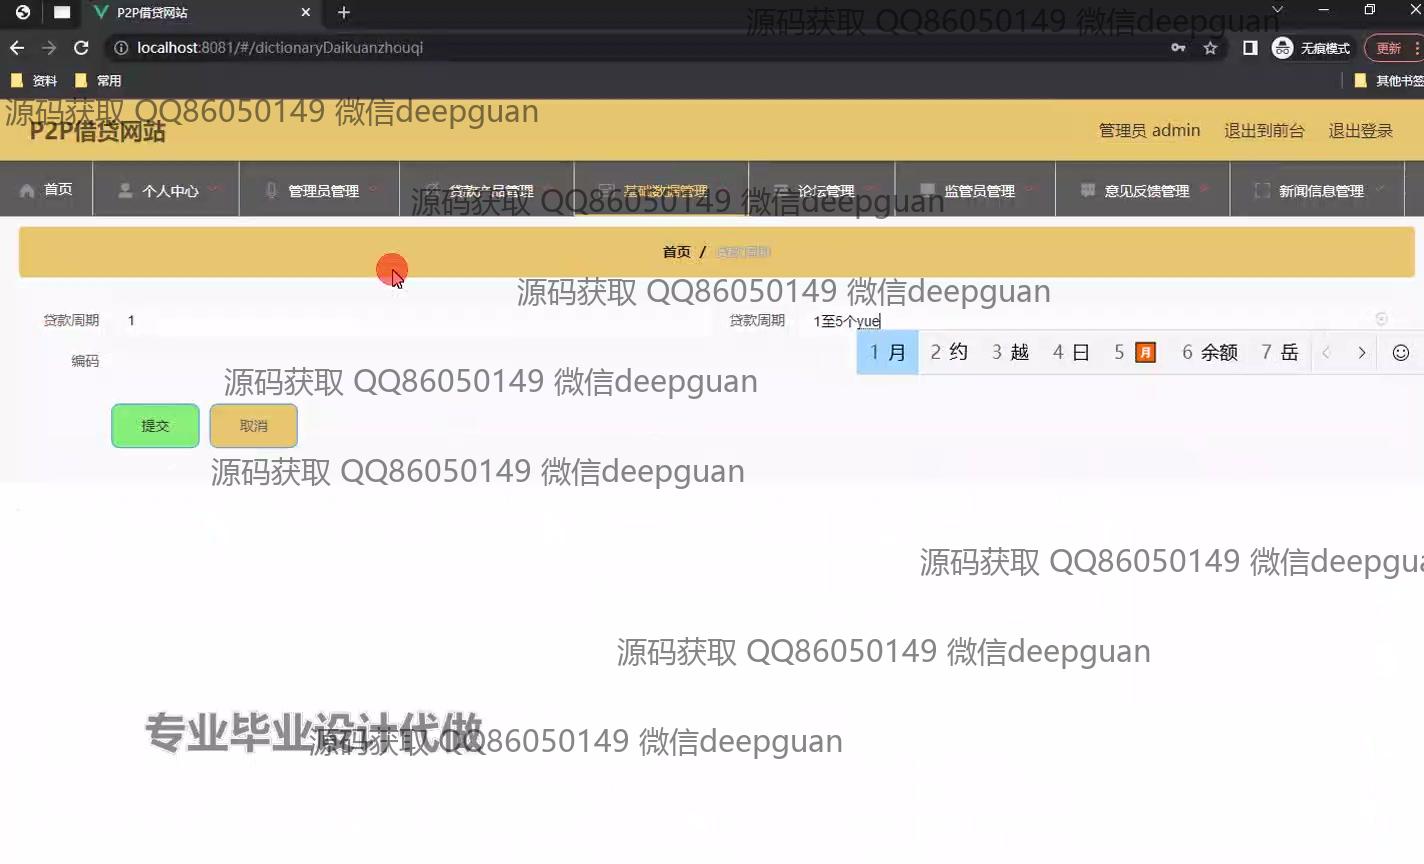 P2P借贷网站
源码获取 QQ86050149 微信deepguan
localhost:8081/#/dictionaryDaikuanzhouqi
无痕模式
更新
资料
常用
其他书签
源码获取 QQ86050149 微信deepguan
P2P借贷网站
管理员 admin
退出到前台
退出登录
首页
个人中心
管理员管理
贷款产品管理
基础数据管理
论坛管理
监管员管理
意见反馈管理
新闻信息管理
源码获取 QQ86050149 微信deepguan
首页 / 贷款周期
源码获取 QQ86050149 微信deepguan
贷款周期 1
贷款周期 1至5个yue
1 月 2 约 3 越 4 日 5 月 6 余额 7 岳
编码
源码获取 QQ86050149 微信deepguan
提交
取消
源码获取 QQ86050149 微信deepguan
源码获取 QQ86050149 微信deepgua
源码获取 QQ86050149 微信deepguan
专业毕业设计代做
源码获取 QQ86050149 微信deepguan